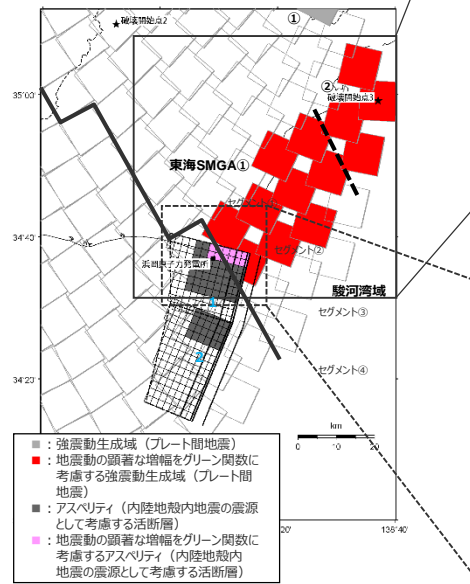 ①
★破壊開始点2
②
破壊開始点3
35°00'
東海SMGA①
セグメント①
34°40'
浜岡原子力発電所
セグメント②
1
駿河湾域
セグメント③
2
34°20'
セグメント④
km
0
10
20
■：強震動生成域（プレート間地震）
■：地震動の顕著な増幅をグリーン関数に
考慮する強震動生成域（プレート間
地震）
■：アスペリティ（内陸地殻内地震の震源
として考慮する活断層）
■：地震動の顕著な増幅をグリーン関数に
考慮するアスペリティ（内陸地殻内
地震の震源として考慮する活断層）
138°40'